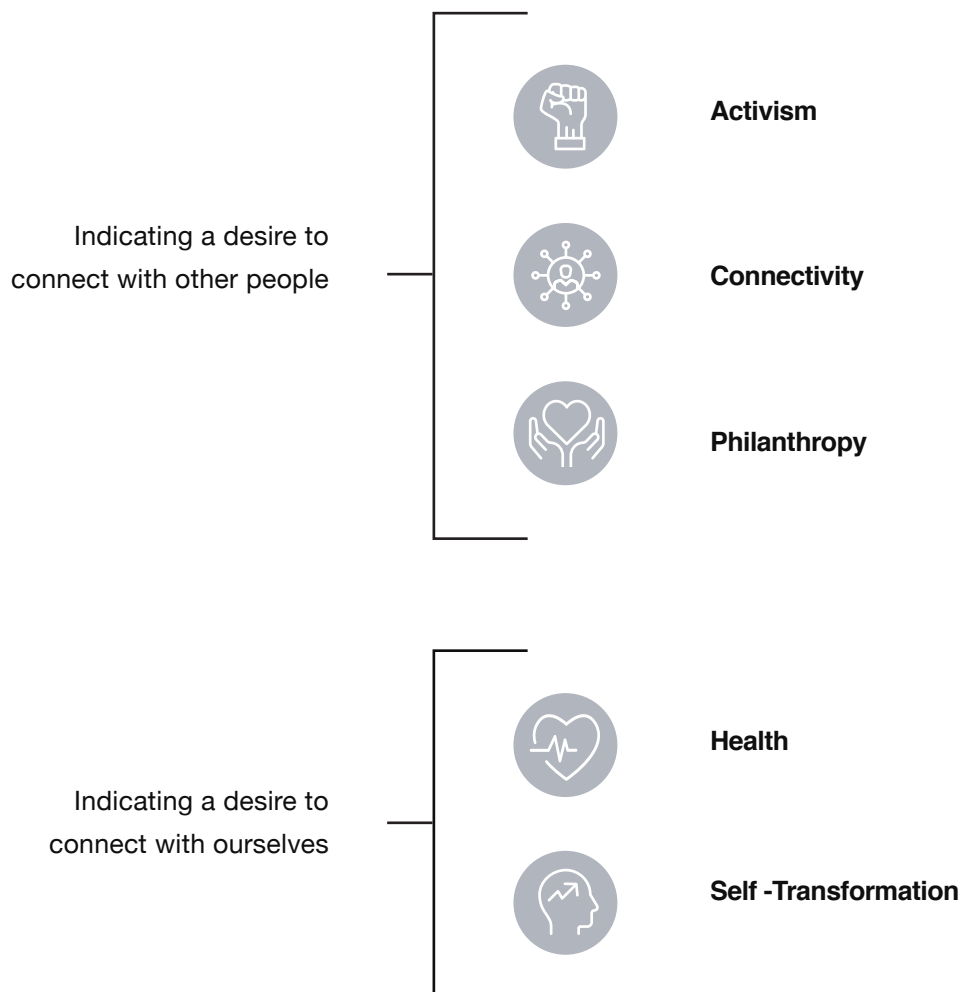 Indicating a desire to
connect with other people
Activism
Connectivity
Philanthropy
Indicating a desire to
connect with ourselves
Health
Self -Transformation